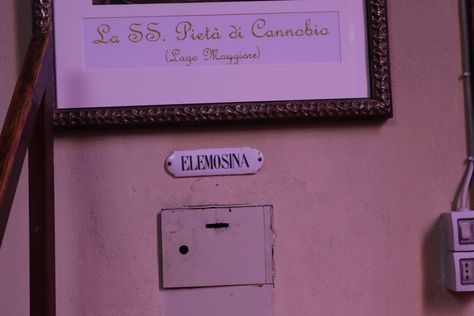 La SS. Pietà di Cannobio
(Lago Maggiore)
ELEMOSINA